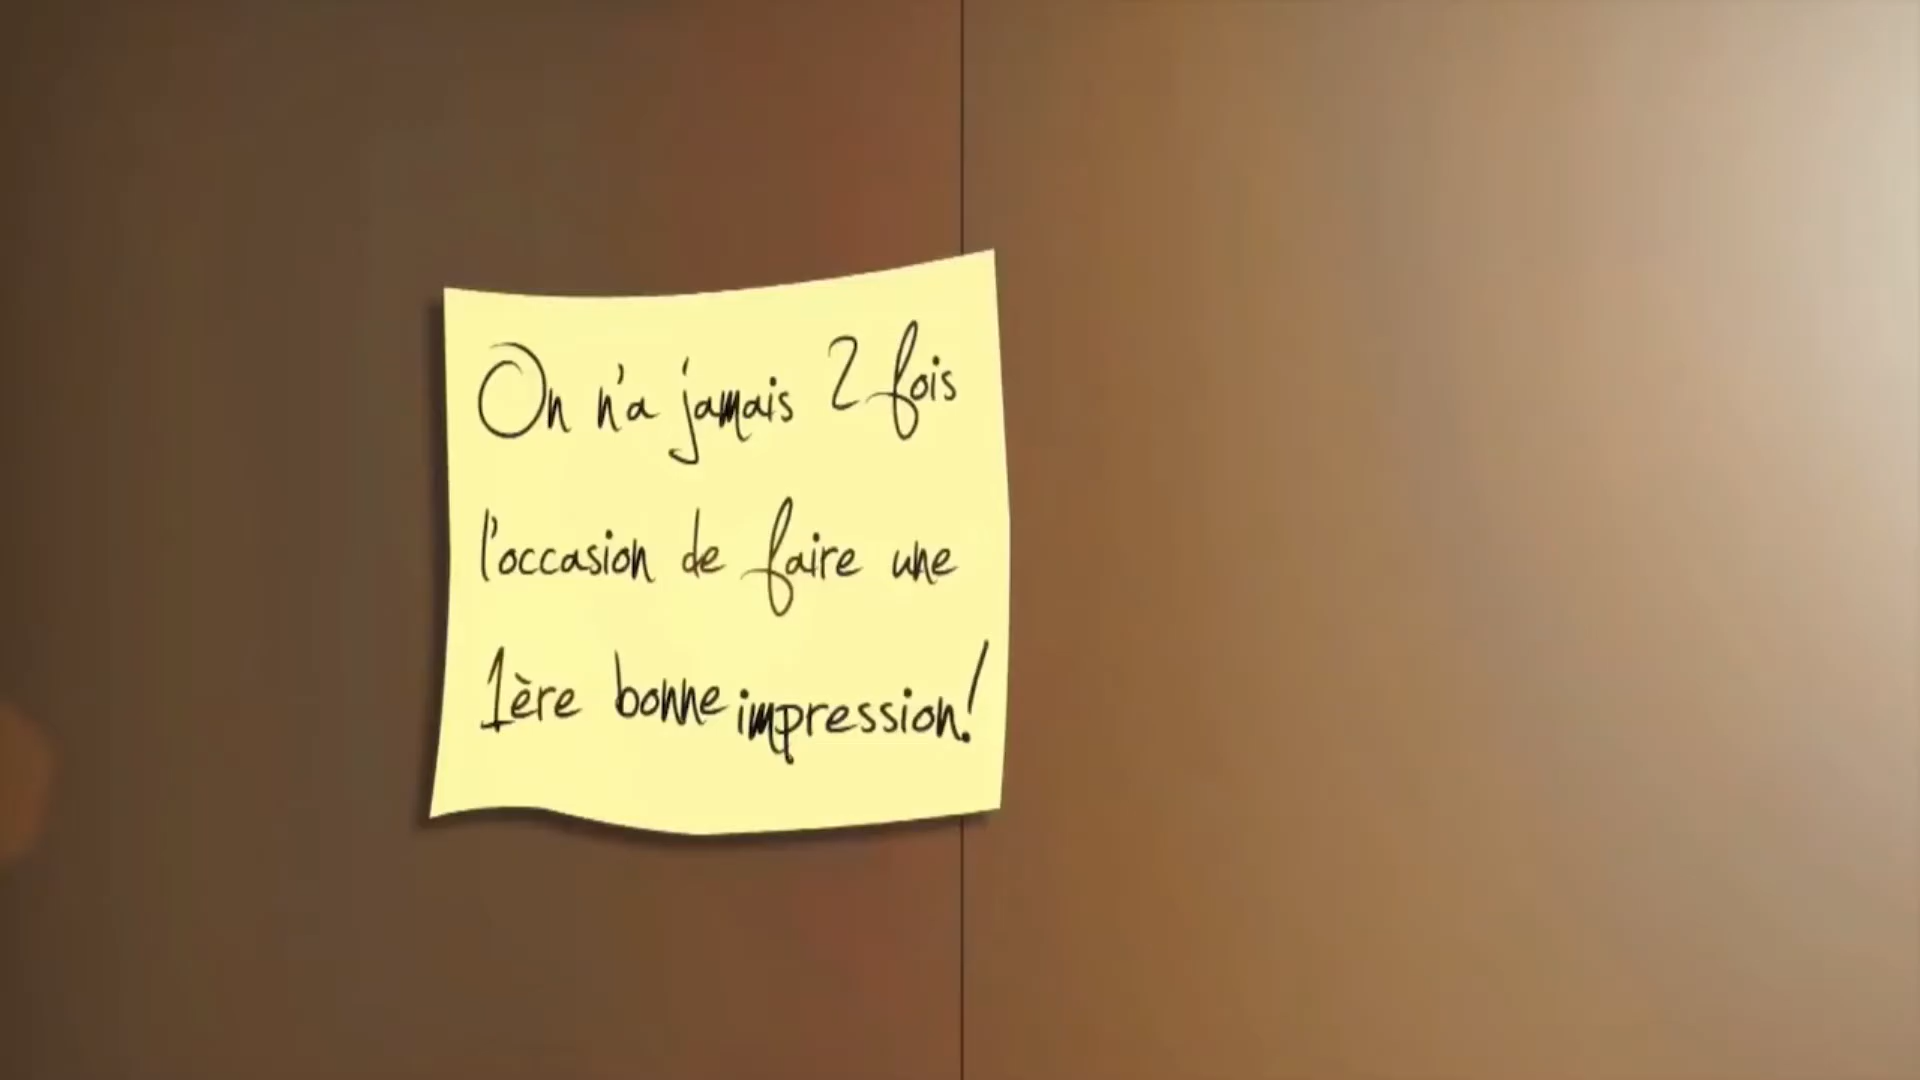 On n'a jamais 2 fois
l'occasion de faire une
1ère bonne impression!